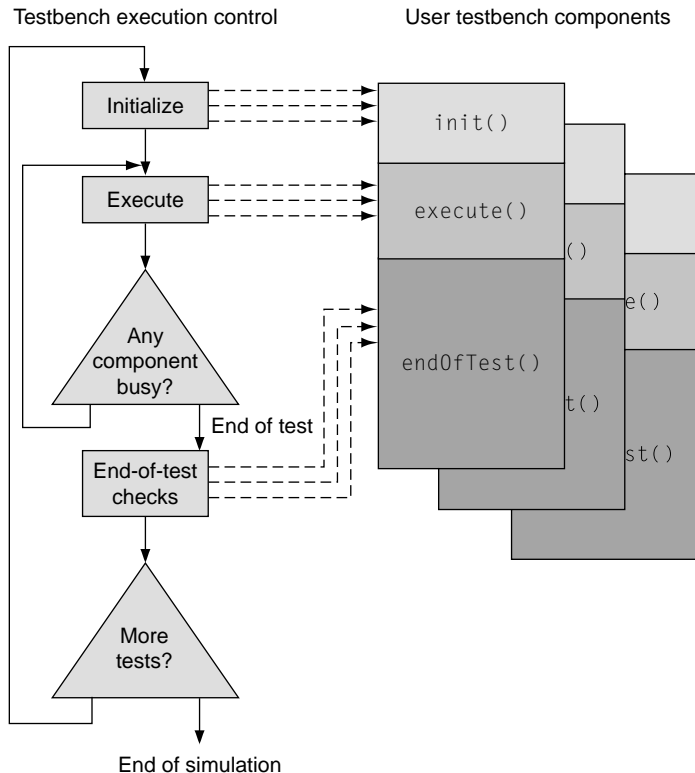 Testbench execution control
User testbench components
Initialize
init()
Execute
execute()
)
e()
Any
component
busy?
endOfTest()
t()
End of test
st()
End-of-test
checks
More
tests?
End of simulation